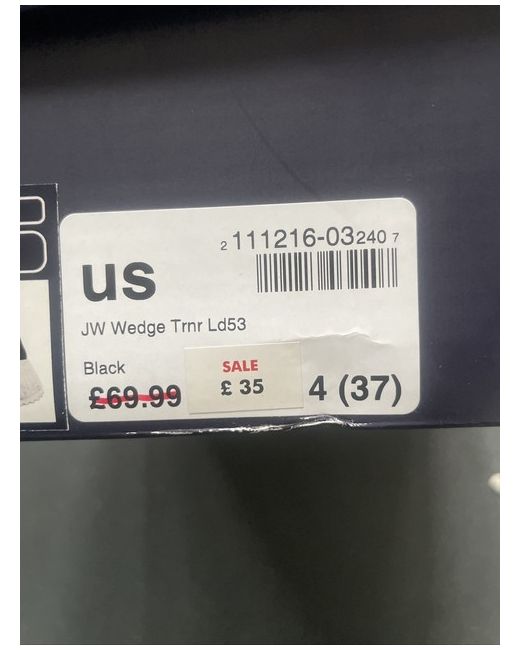 2 111216-03240 7
us
JW Wedge Trnr Ld53
Black
£69.99
SALE
£ 35
4 (37)